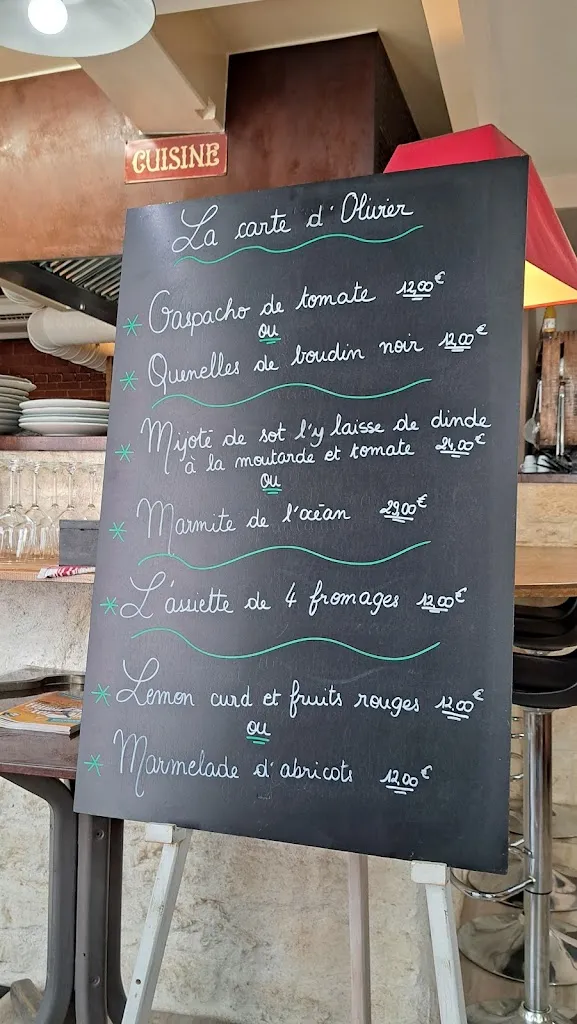 CUISINE
La carte d'Olivier
* Gaspacho de tomate 12,00€
ou
* Quenelles de boudin noir 12,00€
* Mijoté de sot l'y laisse de dinde
à la moutarde et tomate 24,00€
ou
* Marmite de l'océan 29,00€
* L'assiette de 4 fromages 12,00€
* Lemon curd et fruits rouges 12,00€
ou
* Marmelade d'abricots 12,00€